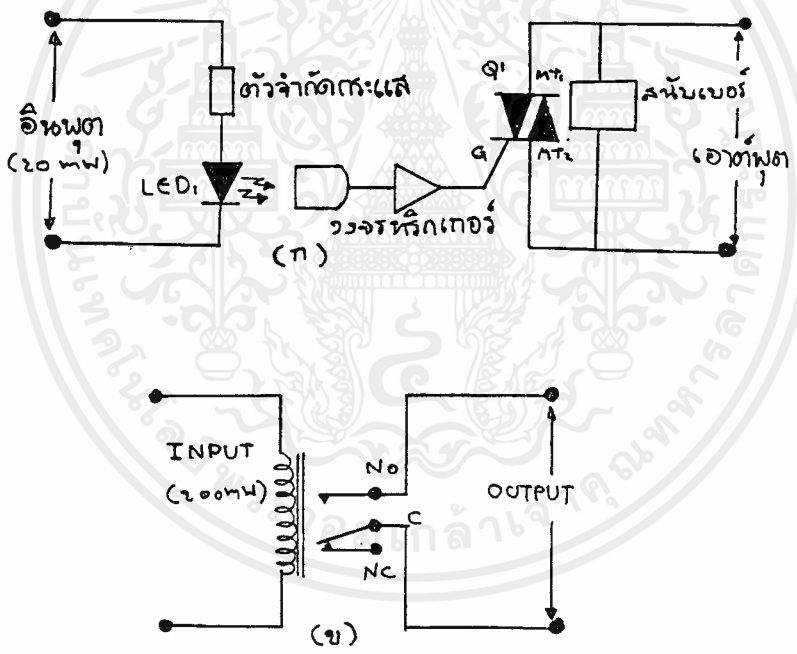 ตัวจำกัดกระแส
อินพุต
(20 mW)
LED1
วงจรทริกเกอร์
Q1
MT1
G
MT2
สนับเบอร์
เอาต์พุต
(ก)
INPUT
(200mW)
NO
C
NC
OUTPUT
(ข)